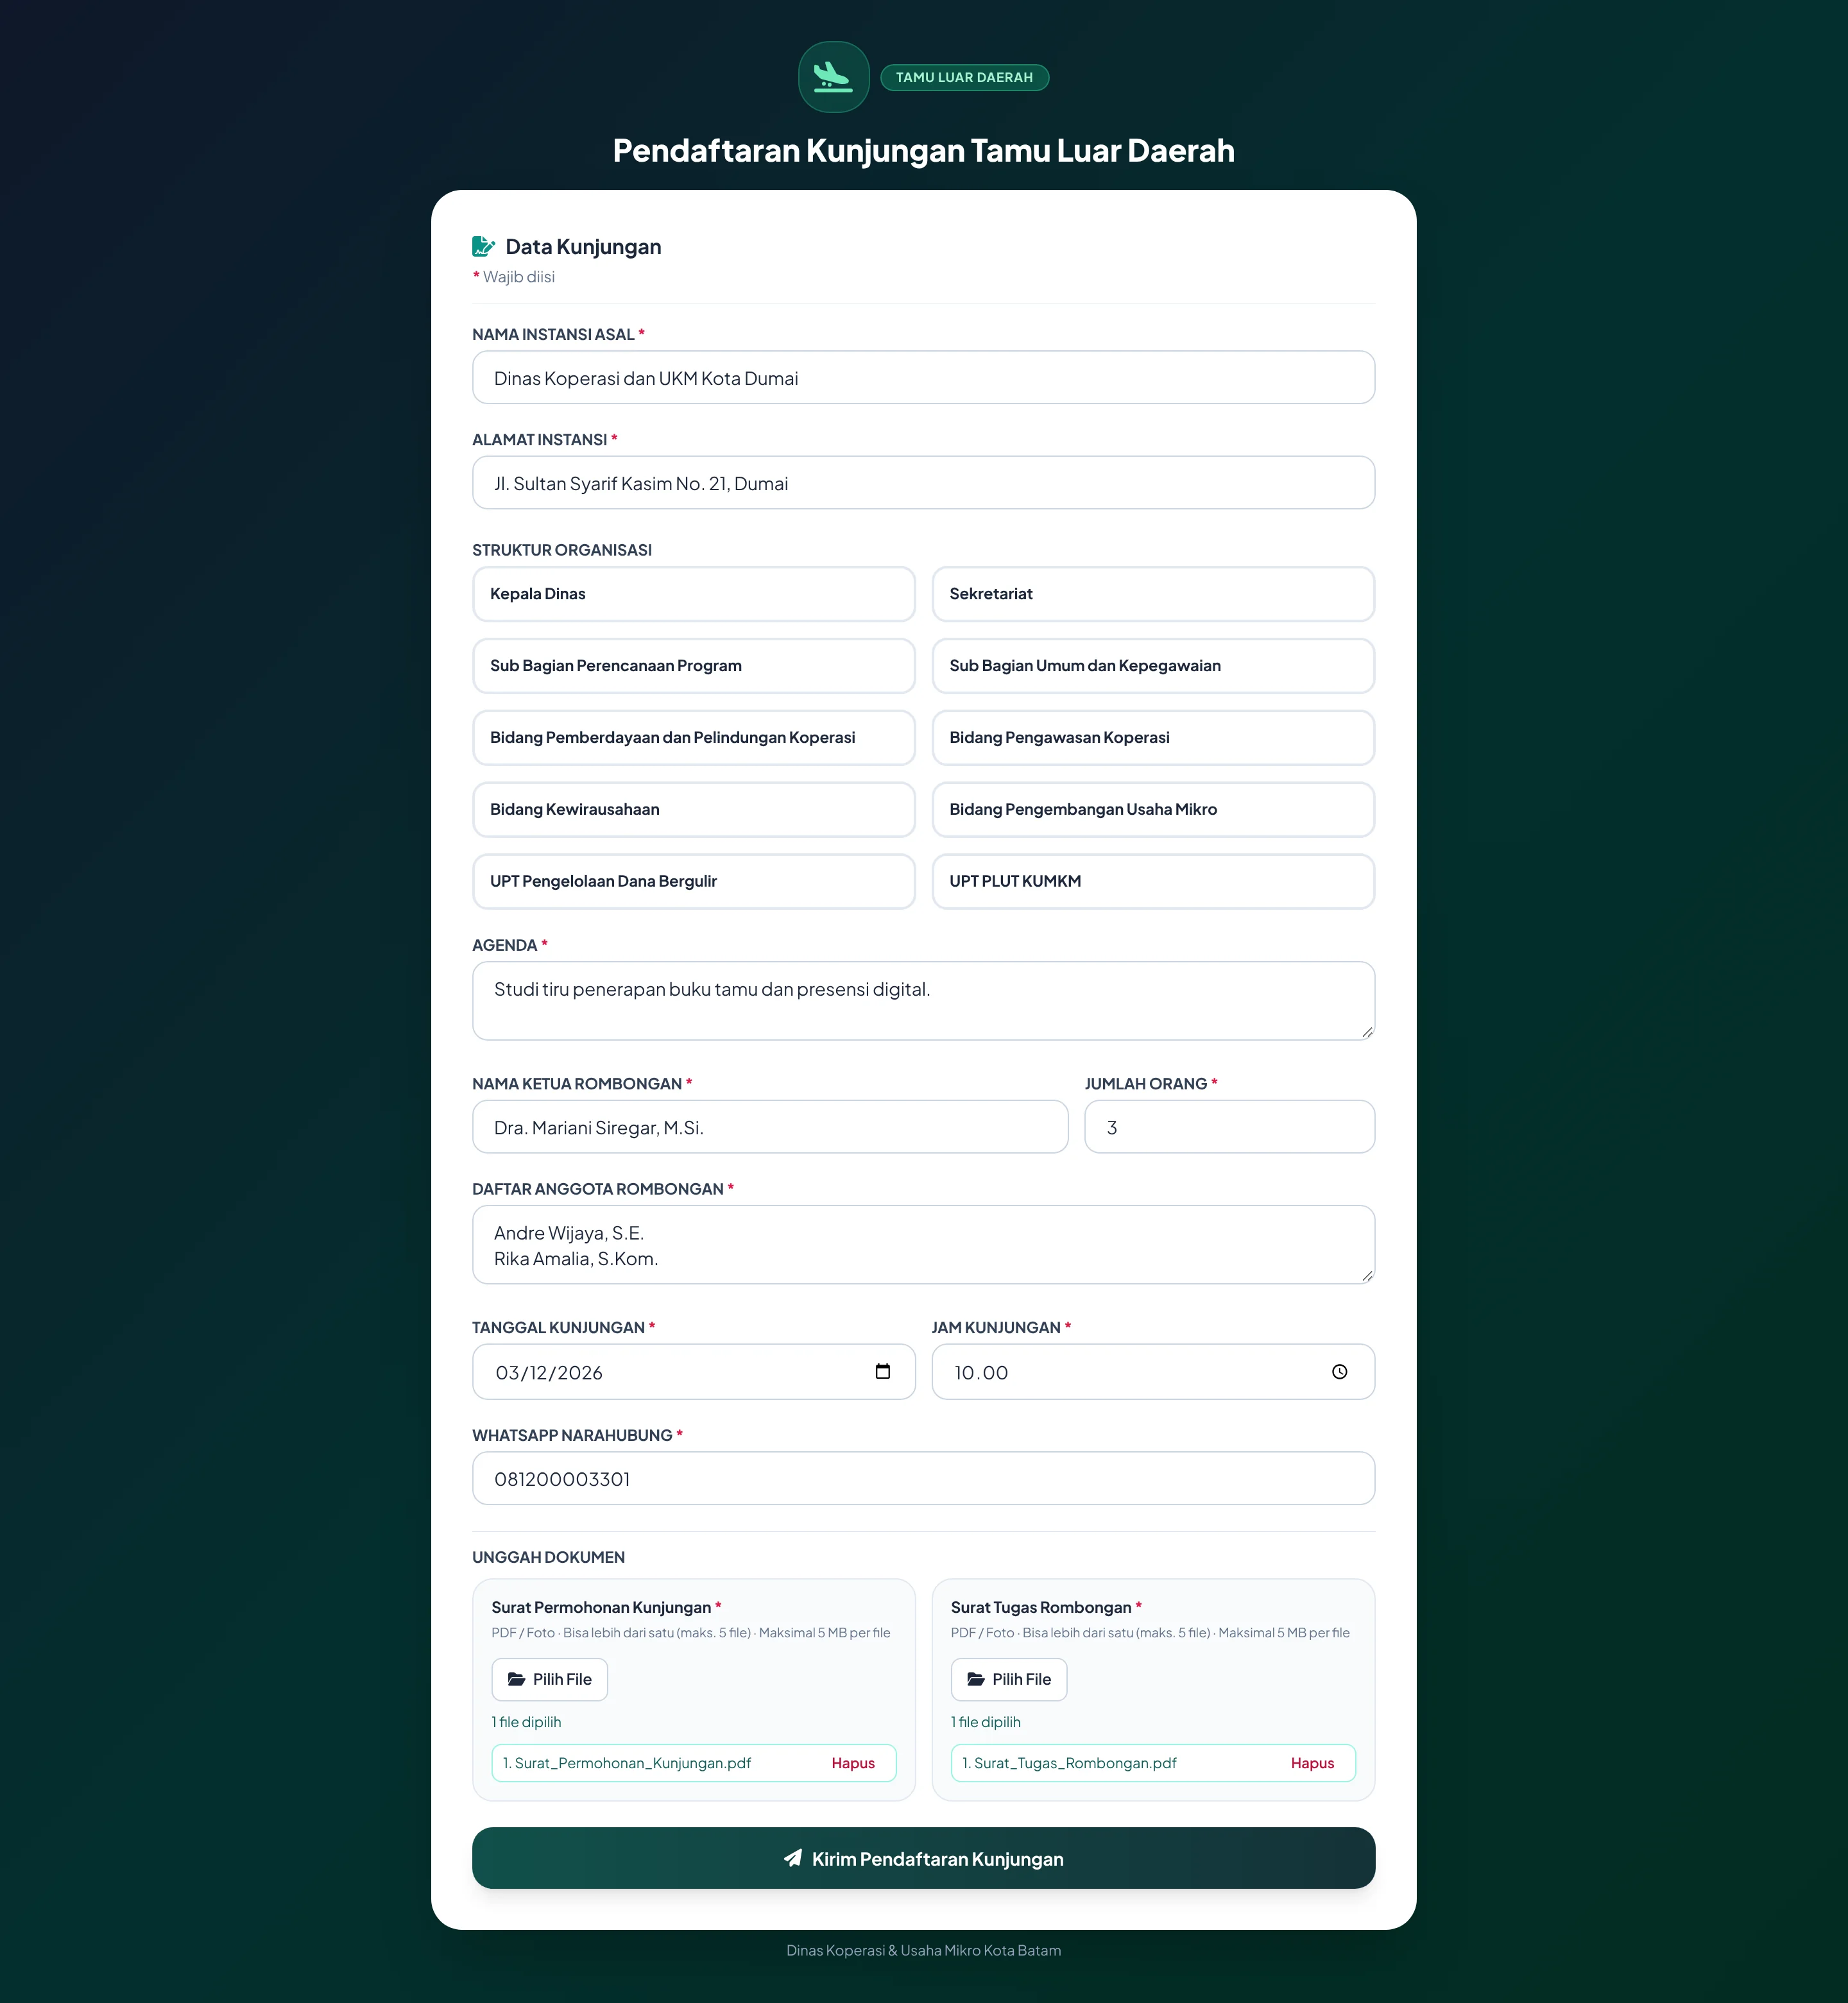 TAMU LUAR DAERAH
Pendaftaran Kunjungan Tamu Luar Daerah
Data Kunjungan
* Wajib diisi
NAMA INSTANSI ASAL *
Dinas Koperasi dan UKM Kota Dumai
ALAMAT INSTANSI *
Jl. Sultan Syarif Kasim No. 21, Dumai
STRUKTUR ORGANISASI
Kepala Dinas
Sekretariat
Sub Bagian Perencanaan Program
Sub Bagian Umum dan Kepegawaian
Bidang Pemberdayaan dan Pelindungan Koperasi
Bidang Pengawasan Koperasi
Bidang Kewirausahaan
Bidang Pengembangan Usaha Mikro
UPT Pengelolaan Dana Bergulir
UPT PLUT KUMKM
AGENDA *
Studi tiru penerapan buku tamu dan presensi digital.
NAMA KETUA ROMBONGAN *
JUMLAH ORANG *
Dra. Mariani Siregar, M.Si.
3
DAFTAR ANGGOTA ROMBONGAN *
Andre Wijaya, S.E.
Rika Amalia, S.Kom.
TANGGAL KUNJUNGAN *
JAM KUNJUNGAN *
03/12/2026
10.00
WHATSAPP NARAHUBUNG *
081200003301
UNGGAH DOKUMEN
Surat Permohonan Kunjungan *
PDF / Foto · Bisa lebih dari satu (maks. 5 file) · Maksimal 5 MB per file
Pilih File
1 file dipilih
1. Surat_Permohonan_Kunjungan.pdf
Hapus
Surat Tugas Rombongan *
PDF / Foto · Bisa lebih dari satu (maks. 5 file) · Maksimal 5 MB per file
Pilih File
1 file dipilih
1. Surat_Tugas_Rombongan.pdf
Hapus
Kirim Pendaftaran Kunjungan
Dinas Koperasi & Usaha Mikro Kota Batam